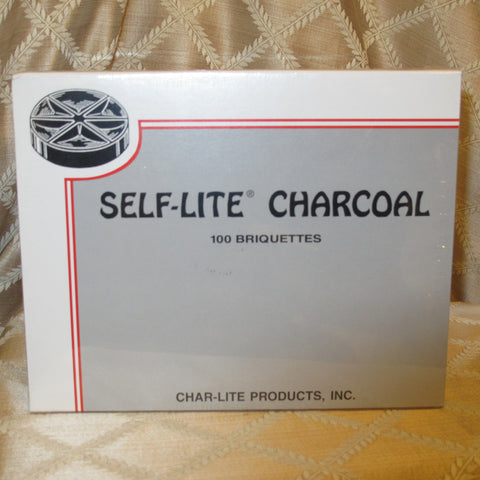 SELF-LITE® CHARCOAL
100 BRIQUETTES
CHAR-LITE PRODUCTS, INC.